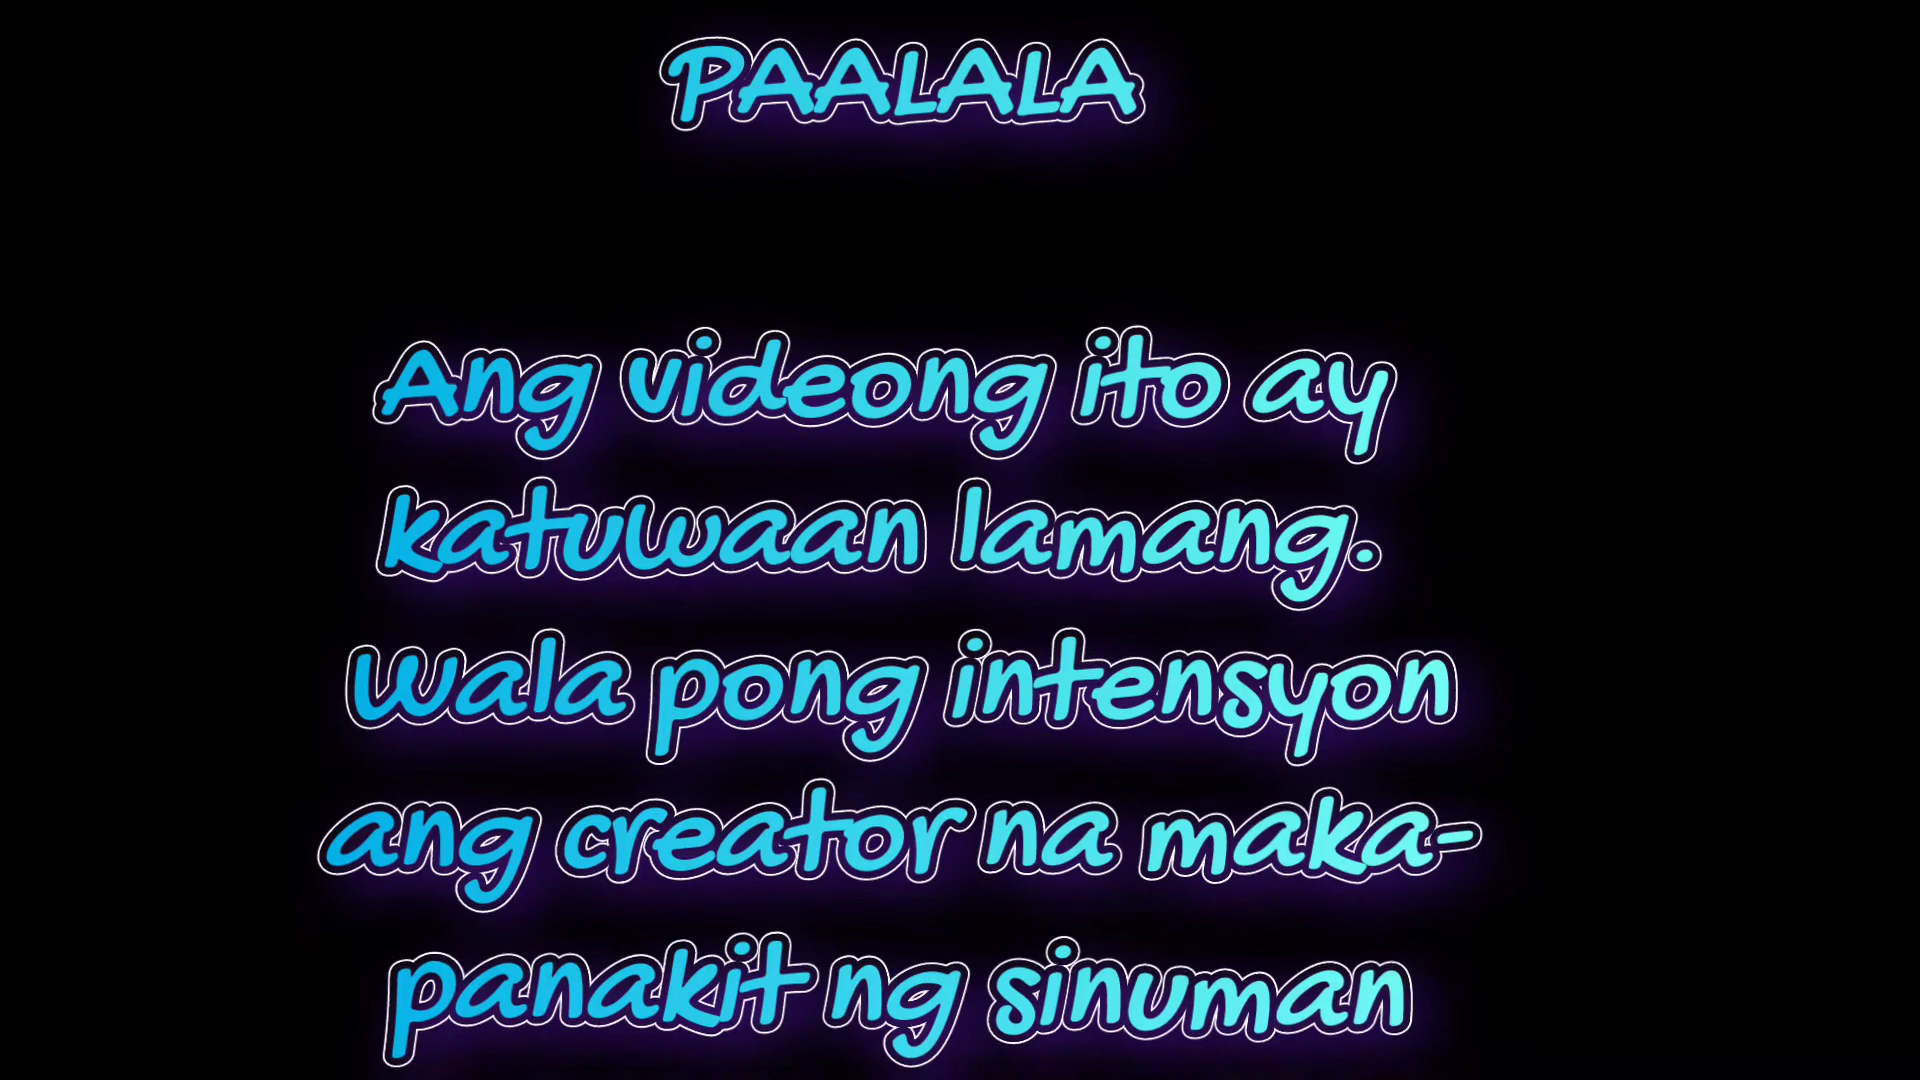 PAALALA
Ang videong ito ay
katuwaan lamang.
Wala pong intensyon
ang creator na maka-
panakit ng sinuman